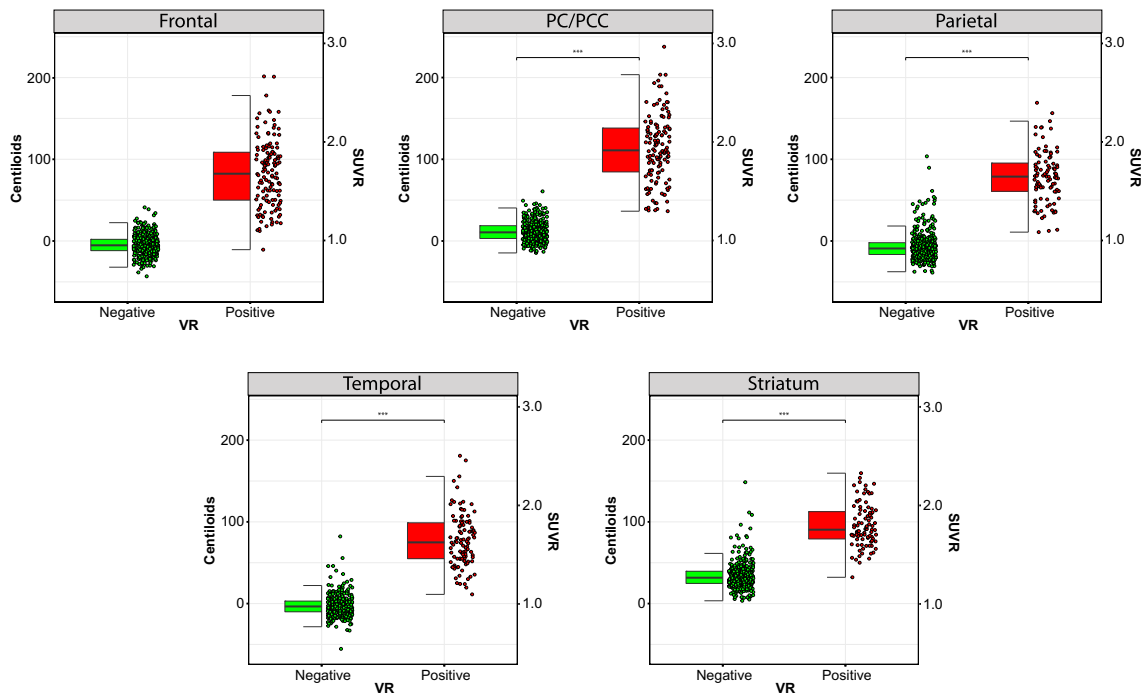 Frontal
PC/PCC
Parietal
Centiloids
200
100
0
3.0
2.0
1.0
SUVR
Negative
Positive
VR
***
Centiloids
200
100
0
3.0
2.0
1.0
SUVR
Negative
Positive
VR
***
Centiloids
200
100
0
3.0
2.0
1.0
SUVR
Negative
Positive
VR
Temporal
Striatum
***
Centiloids
200
100
0
3.0
2.0
1.0
SUVR
Negative
Positive
VR
***
Centiloids
200
100
0
3.0
2.0
1.0
SUVR
Negative
Positive
VR